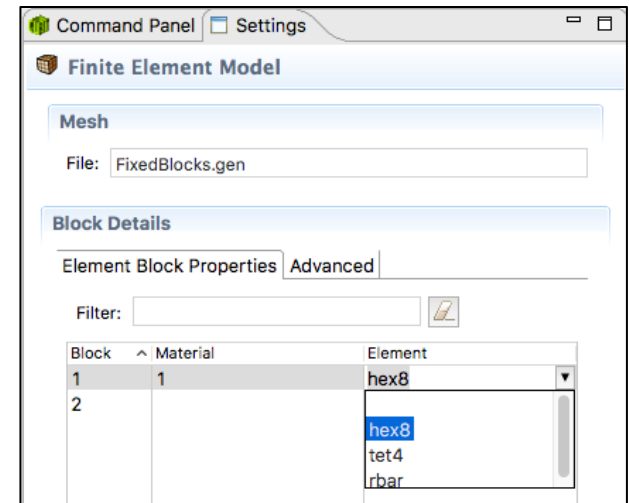 Command Panel Settings
Finite Element Model
Mesh
File: FixedBlocks.gen
Block Details
Element Block Properties Advanced
Filter:
Block Material Element
1 1 hex8
2
hex8
tet4
rbar